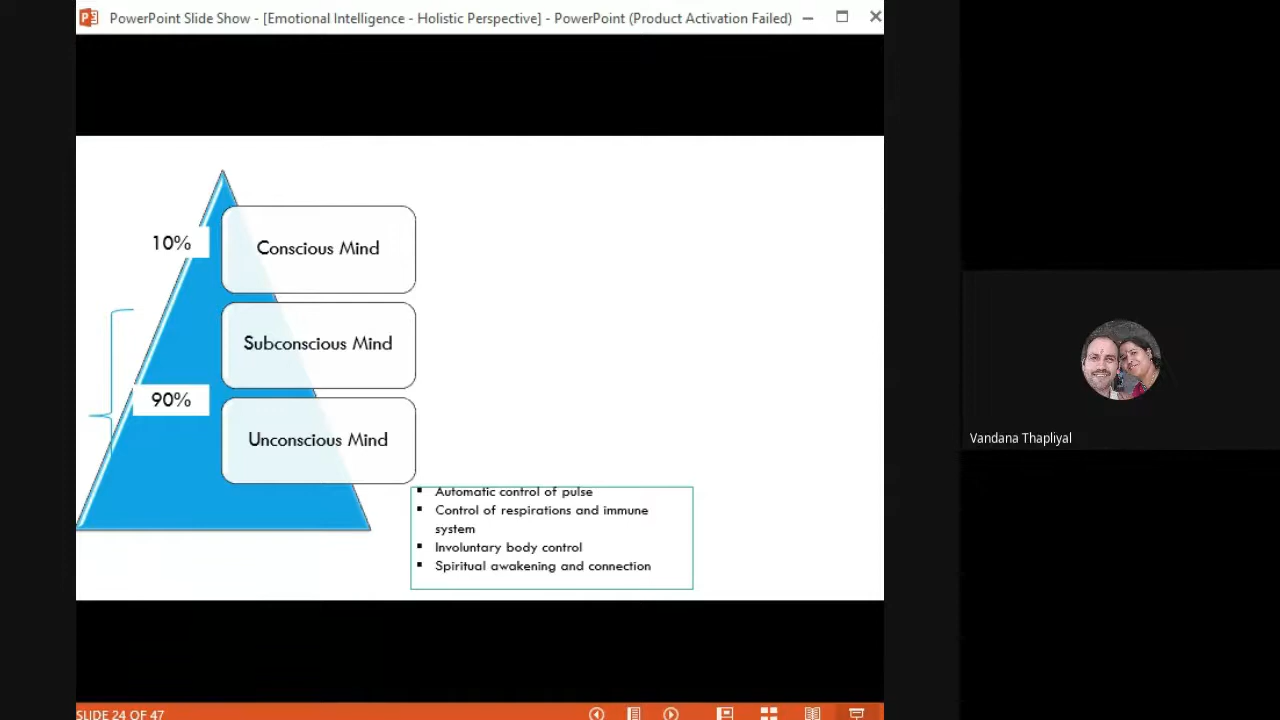 PowerPoint Slide Show - [Emotional Intelligence - Holistic Perspective] - PowerPoint (Product Activation Failed)
10%
Conscious Mind
Subconscious Mind
90%
Unconscious Mind
Vandana Thapliyal
▪ Automatic control of pulse
▪ Control of respirations and immune
system
▪ Involuntary body control
▪ Spiritual awakening and connection
SLIDE 24 OF 47